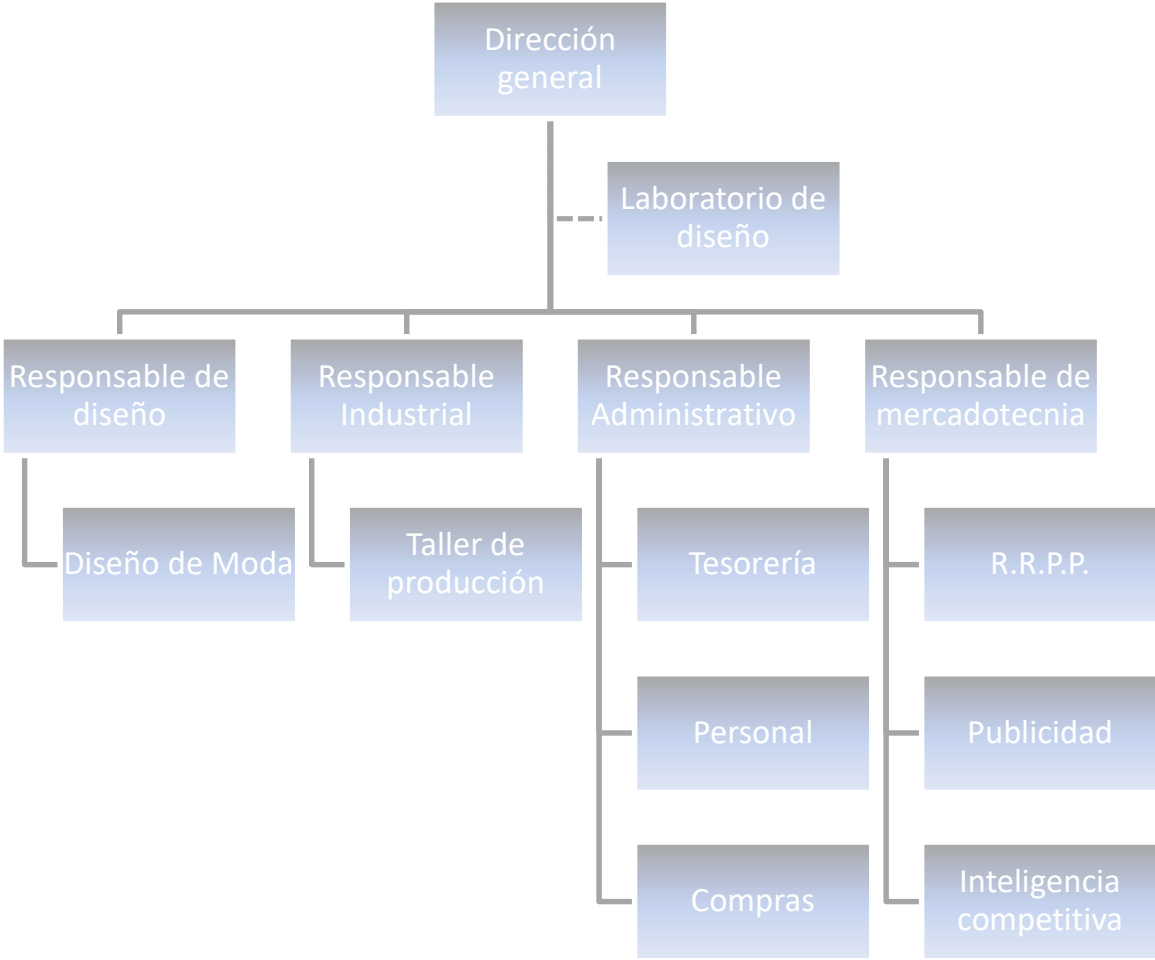 Dirección
general
Laboratorio de
diseño
Responsable de
diseño
Responsable
Industrial
Responsable
Administrativo
Responsable de
mercadotecnia
Diseño de Moda
Taller de
producción
Tesorería
R.R.P.P.
Personal
Publicidad
Compras
Inteligencia
competitiva